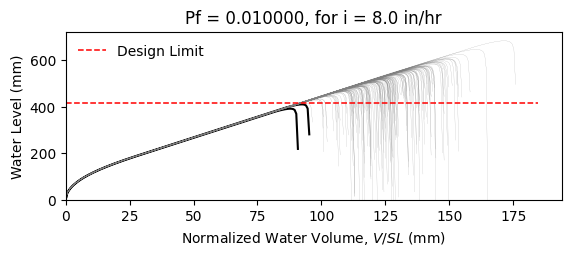 Pf = 0.010000, for i = 8.0 in/hr
Design Limit
Water Level (mm)
600
400
200
0
0 25 50 75 100 125 150 175
Normalized Water Volume, V/SL (mm)